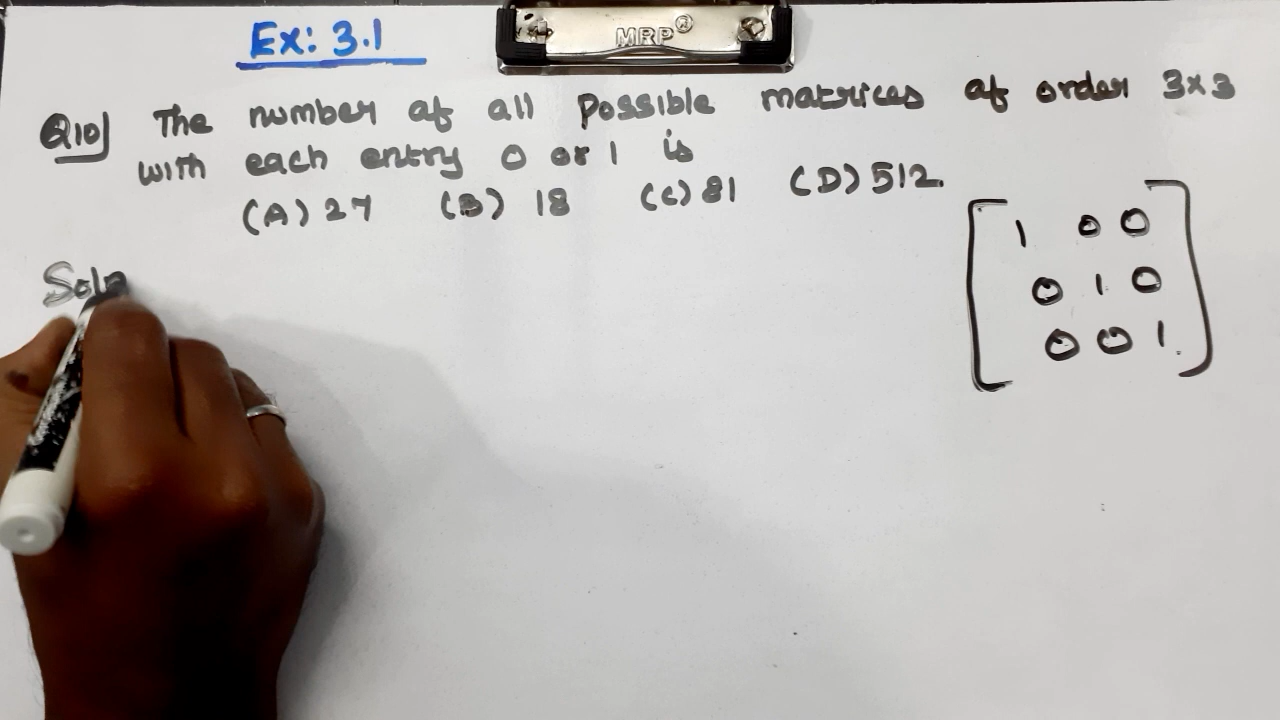 MRP®
Ex: 3.1
Q10] The number of all possible matrices of order 3×3
with each entry 0 or 1 is
(A) 27 (B) 18 (C) 81 (D) 512.
1 0 0
0 1 0
0 0 1.
Soln